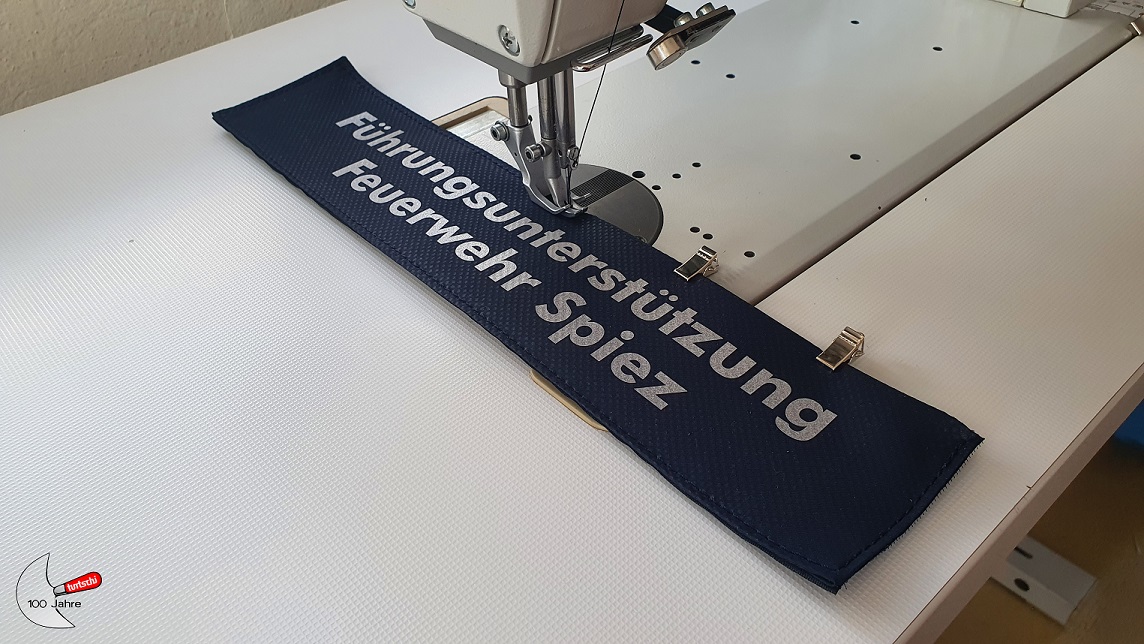 Führungsunterstützung
Feuerwehr Spiez
turtschi
100 Jahre